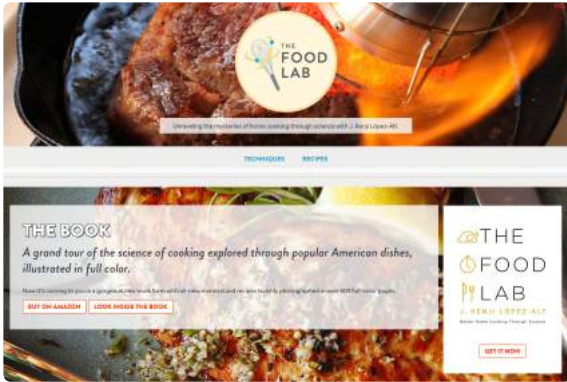 THE
FOOD
LAB
Unraveling the mysteries of home cooking through science with J. Kenji López-Alt.
TECHNIQUES RECIPES
THE BOOK
A grand tour of the science of cooking explored through popular American dishes,
illustrated in full color.
BUY ON AMAZON LOOK INSIDE THE BOOK
THE
FOOD
LAB
J. KENJI LÓPEZ-ALT
Better Home Cooking Through Science
GET IT NOW